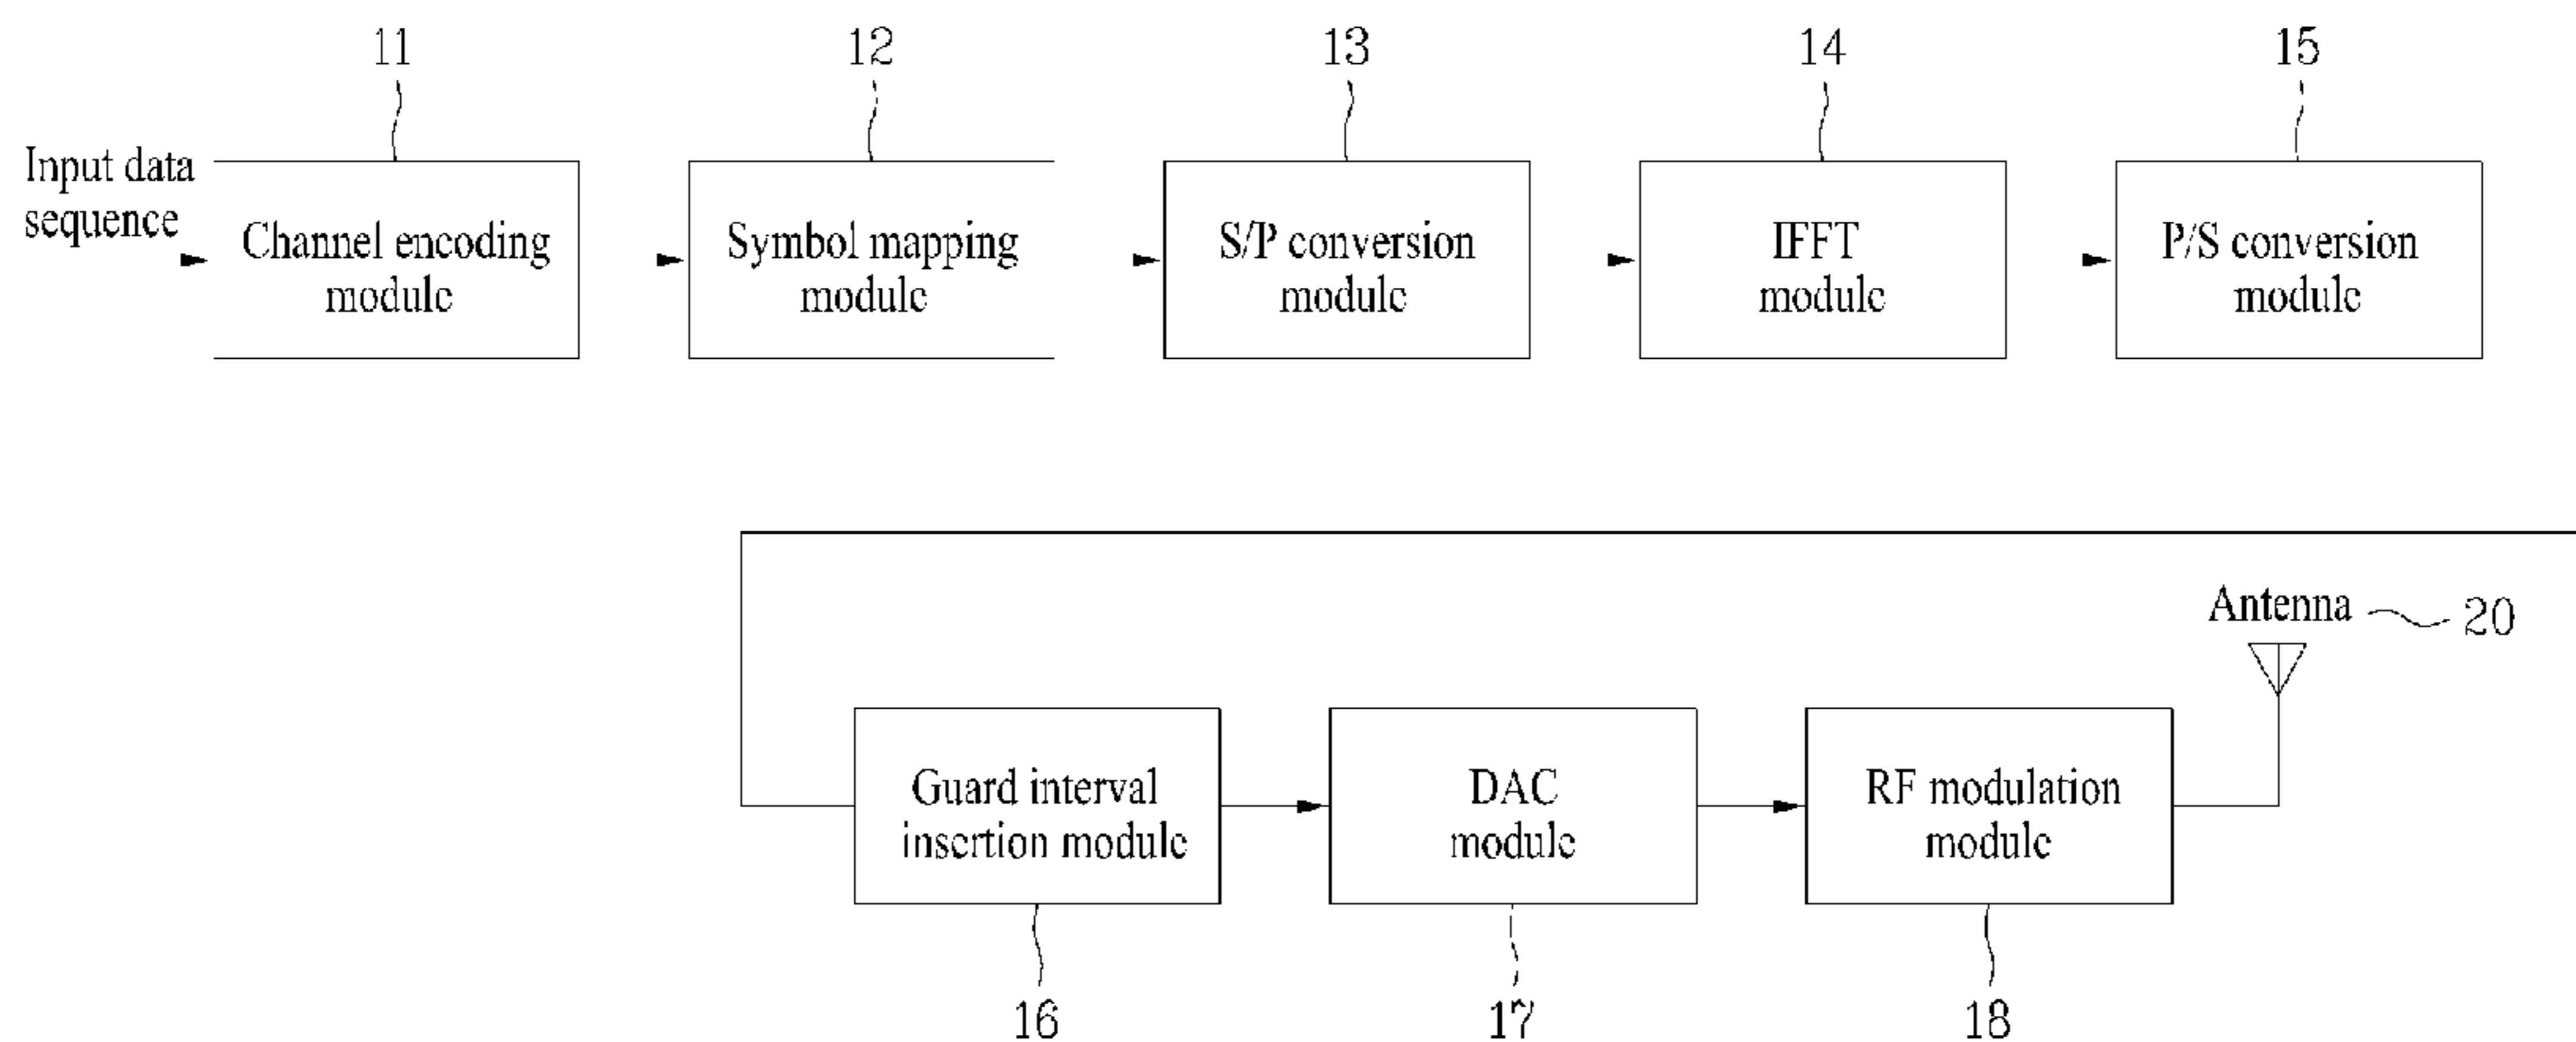 11
12
13
14
15
Input data
sequence
Channel encoding
module
Symbol mapping
module
S/P conversion
module
IFFT
module
P/S conversion
module
Antenna
20
Guard interval
insertion module
DAC
module
RF modulation
module
16
17
18